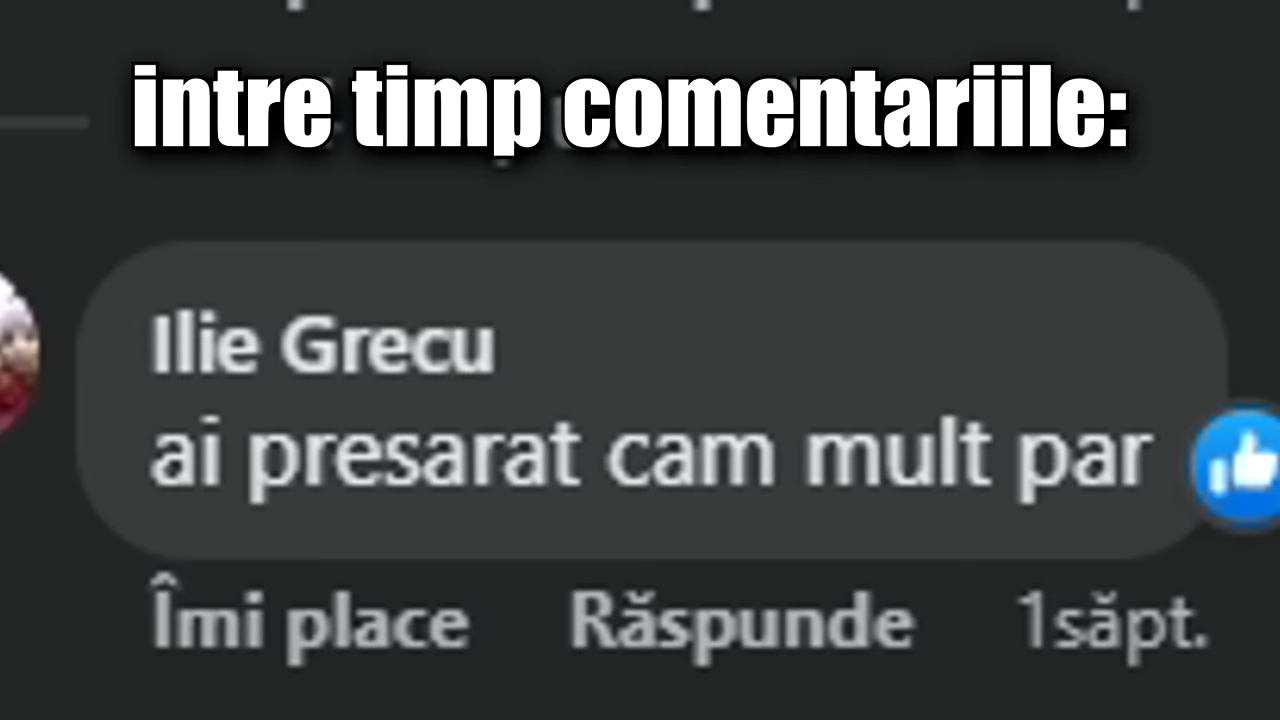 intre timp comentariile:
Ilie Grecu
ai presarat cam mult par
Îmi place Răspunde 1săpt.